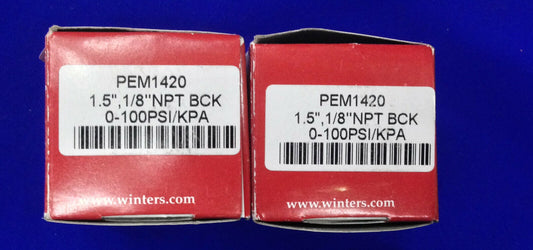 PEM1420
1.5",1/8"NPT BCK
0-100PSI/KPA
www.winters.com
PEM1420
1.5",1/8"NPT BCK
0-100PSI/KPA
www.winters.com